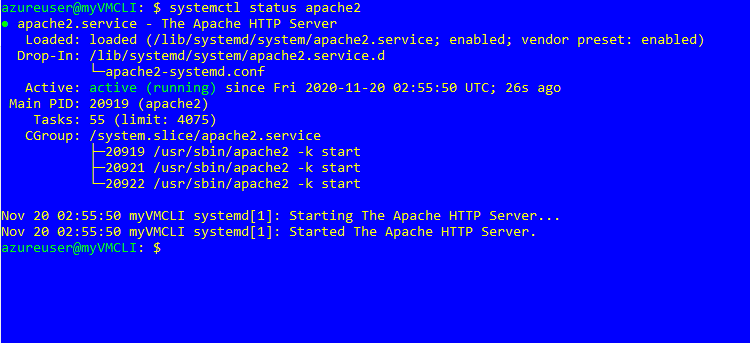 azureuser@myVMCLI: $ systemctl status apache2
● apache2.service - The Apache HTTP Server
   Loaded: loaded (/lib/systemd/system/apache2.service; enabled; vendor preset: enabled)
  Drop-In: /lib/systemd/system/apache2.service.d
           └─apache2-systemd.conf
   Active: active (running) since Fri 2020-11-20 02:55:50 UTC; 26s ago
 Main PID: 20919 (apache2)
    Tasks: 55 (limit: 4075)
   CGroup: /system.slice/apache2.service
           ├─20919 /usr/sbin/apache2 -k start
           ├─20921 /usr/sbin/apache2 -k start
           └─20922 /usr/sbin/apache2 -k start
Nov 20 02:55:50 myVMCLI systemd[1]: Starting The Apache HTTP Server...
Nov 20 02:55:50 myVMCLI systemd[1]: Started The Apache HTTP Server.
azureuser@myVMCLI: $